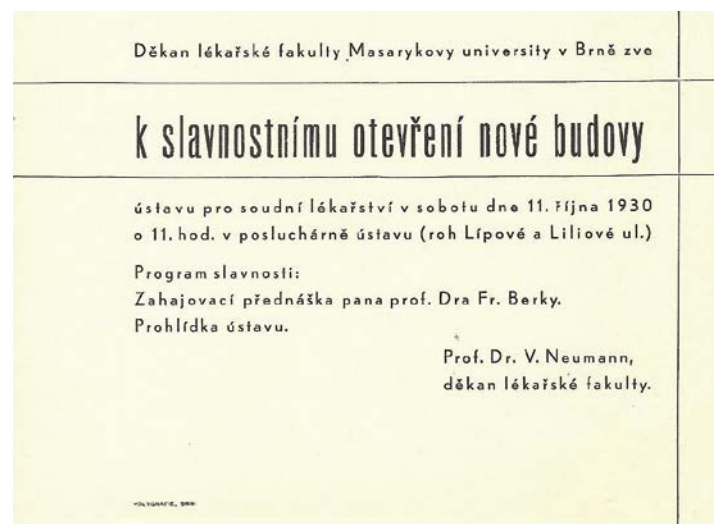 Děkan lékařské fakulty Masarykovy university v Brně zve
k slavnostnímu otevření nové budovy
ústavu pro soudní lékařství v sobotu dne 11. října 1930
o 11. hod. v posluchárně ústavu (roh Lípové a Liliové ul.)
Program slavnosti:
Zahajovací přednáška pana prof. Dra Fr. Berky.
Prohlídka ústavu.
Prof. Dr. V. Neumann,
děkan lékařské fakulty.